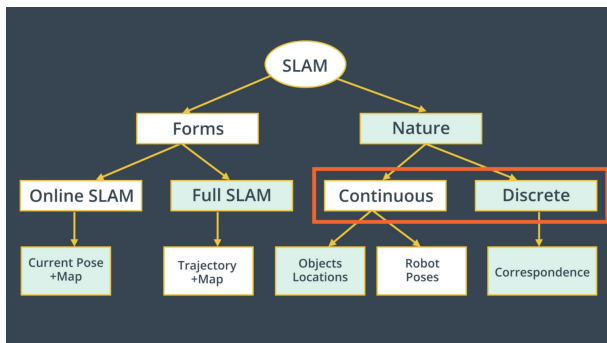 SLAM
Forms
Nature
Online SLAM
Full SLAM
Continuous
Discrete
Current Pose
+Map
Trajectory
+Map
Objects
Locations
Robot
Poses
Correspondence